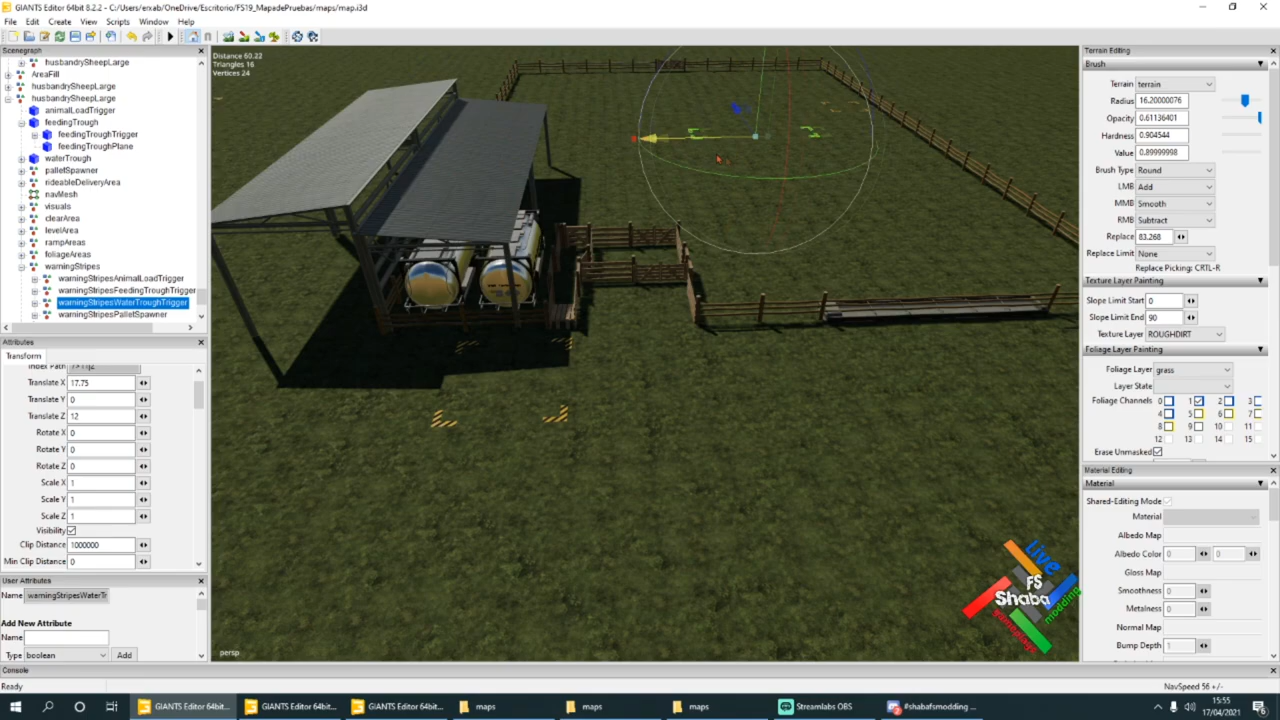 GIANTS Editor 64bit 8.2.2 - C:/Users/erxab/OneDrive/Escritorio/FS19_MapadePruebas/maps/map.i3d
File Edit Create View Scripts Window Help
Scenegraph
husbandrySheepLarge
AreaFill
husbandrySheepLarge
husbandrySheepLarge
animalLoadTrigger
feedingTrough
feedingTroughTrigger
feedingTroughPlane
waterTrough
palletSpawner
rideableDeliveryArea
navMesh
visuals
clearArea
levelArea
rampAreas
foliageAreas
warningStripes
warningStripesAnimalLoadTrigger
warningStripesFeedingTroughTrigger
warningStripesWaterTroughTrigger
warningStripesPalletSpawner
Attributes
Transform
Index Path
Translate X 17.75
Translate Y 0
Translate Z 12
Rotate X 0
Rotate Y 0
Rotate Z 0
Scale X 1
Scale Y 1
Scale Z 1
Visibility
Clip Distance 1000000
Min Clip Distance 0
User Attributes
Name warningStripesWaterTr
Add New Attribute
Name
Type boolean Add
Console
Ready
Distance 60.22
Triangles 16
Vertices 24
persp
Live
FS
Shaba
gameplays
modding
Terrain Editing
Brush
Terrain terrain
Radius 16.20000076
Opacity 0.61136401
Hardness 0.904544
Value 0.89999998
Brush Type Round
LMB Add
MMB Smooth
RMB Subtract
Replace 83.268
Replace Limit None
Replace Picking: CRTL-R
Texture Layer Painting
Slope Limit Start 0
Slope Limit End 90
Texture Layer ROUGHDIRT
Foliage Layer Painting
Foliage Layer grass
Layer State
Foliage Channels 0 1 2 3
4 5 6 7
8 9 10 11
12 13 14 15
Erase Unmasked
Material Editing
Material
Shared-Editing Mode
Material
Albedo Map
Albedo Color 0 0
Gloss Map
Smoothness 0
Metalness 0
Normal Map
Bump Depth 1
NavSpeed 56 +/-
GIANTS Editor 64bit... GIANTS Editor 64bit... GIANTS Editor 64bit... maps maps maps Streamlabs OBS #shabafsmodding ...
15:55
17/04/2021